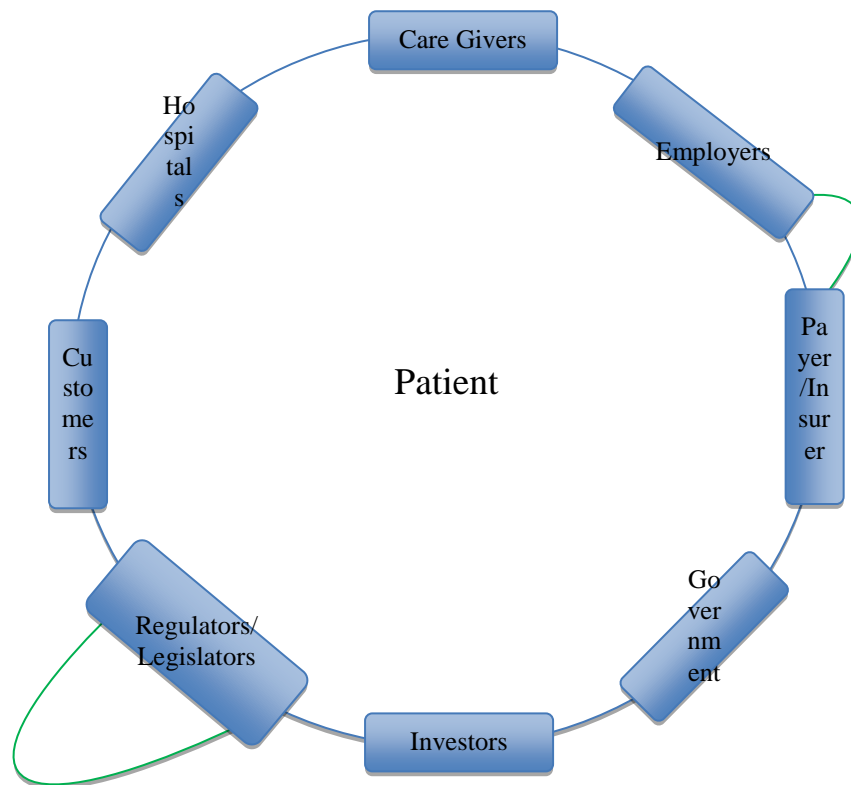 Care Givers
Ho
spi
tal
s
Employers
Cu
sto
me
rs
Patient
Pa
yer
/In
sur
er
Regulators/
Legislators
Go
ver
nm
ent
Investors